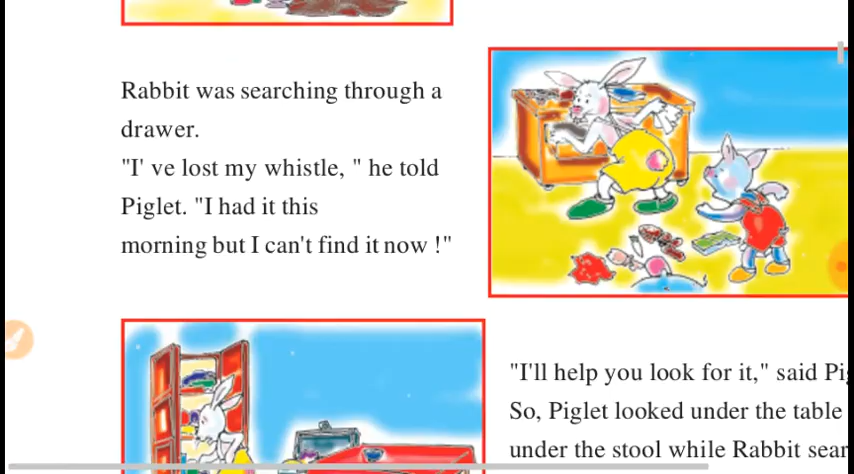 Rabbit was searching through a
drawer.
"I' ve lost my whistle, " he told
Piglet. "I had it this
morning but I can't find it now !"
"I'll help you look for it," said
So, Piglet looked under the table
under the stool while Rabbit